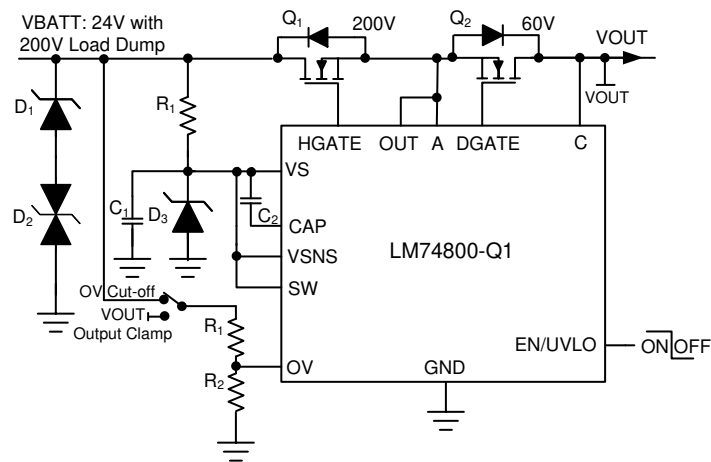 VBATT: 24V with
200V Load Dump
Q1
200V
Q2
60V
VOUT
VOUT
D1
R1
HGATE
OUT
A
DGATE
C
VS
C1
D3
C2
D2
CAP
LM74800-Q1
VSNS
SW
OV Cut-off
VOUT
Output Clamp
R1
EN/UVLO
ON
OFF
OV
GND
R2